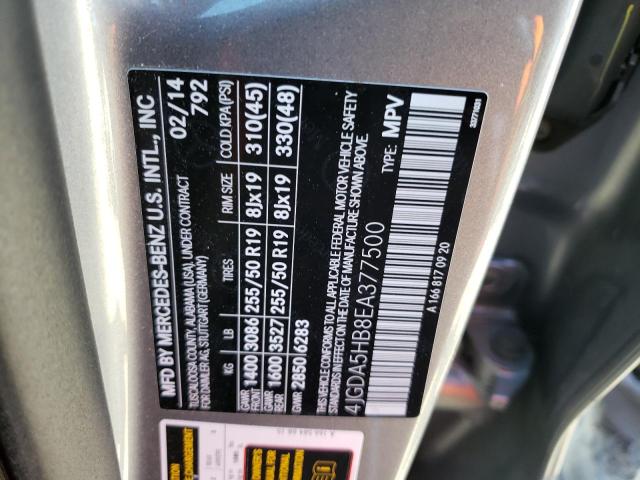 MFD BY MERCEDES-BENZ U.S. INTL., INC
TUSCALOOSA COUNTY, ALABAMA (USA), UNDER CONTRACT
FOR DAIMLER AG, STUTTGART (GERMANY)
02/14
792
KG LB TIRES RIM SIZE COLD KPA (PSI)
GAWR FRONT 1400 3086 255/50 R19 8Jx19 310(45)
GAWR REAR 1600 3527 255/50 R19 8Jx19 330(48)
GVWR 2850 6283
THIS VEHICLE CONFORMS TO ALL APPLICABLE FEDERAL MOTOR VEHICLE SAFETY
STANDARDS IN EFFECT ON THE DATE OF MANUFACTURE SHOWN ABOVE.
4JGDA5HB8EA377500 TYPE: MPV
A 166 817 09 20